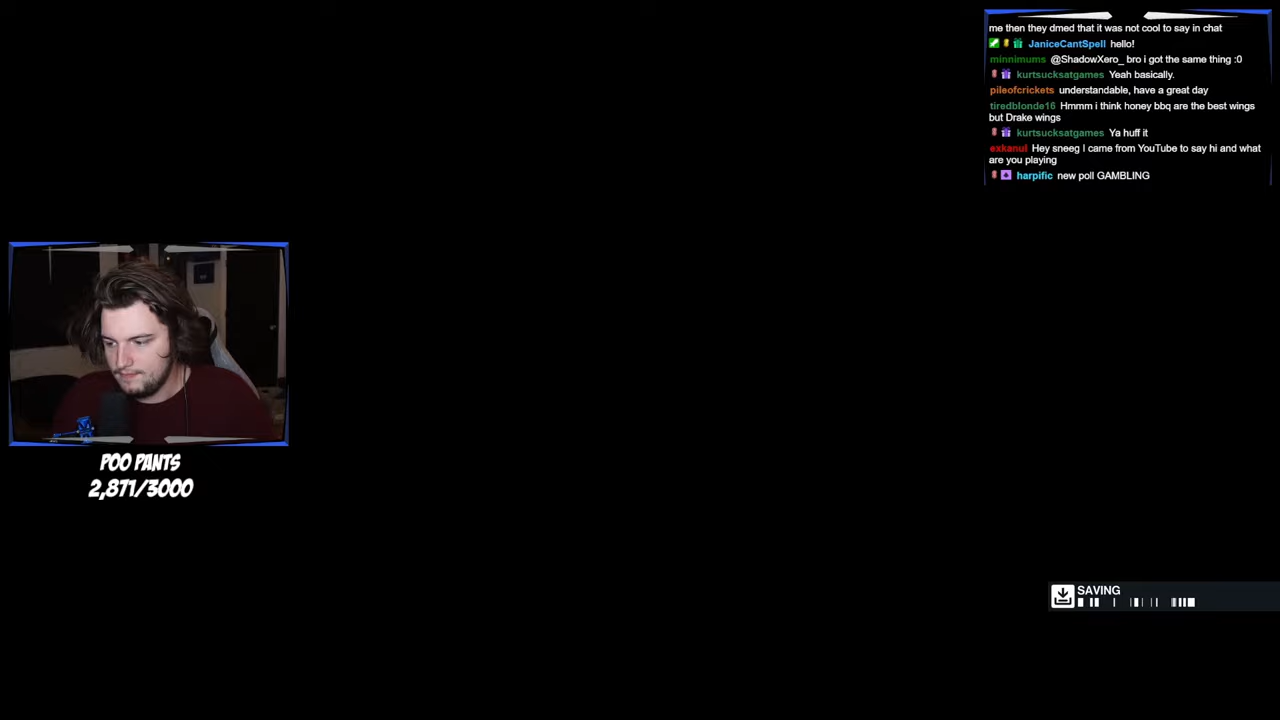 me then they dmed that it was not cool to say in chat
JaniceCantSpell hello!
minnimums @ShadowXero_ bro i got the same thing :0
kurtsucksatgames Yeah basically.
pileofcrickets understandable, have a great day
tiredblonde16 Hmmm i think honey bbq are the best wings
but Drake wings
kurtsucksatgames Ya huff it
exkanul Hey sneeg I came from YouTube to say hi and what
are you playing
harpific new poll GAMBLING
POO PANTS
2,871/3000
SAVING